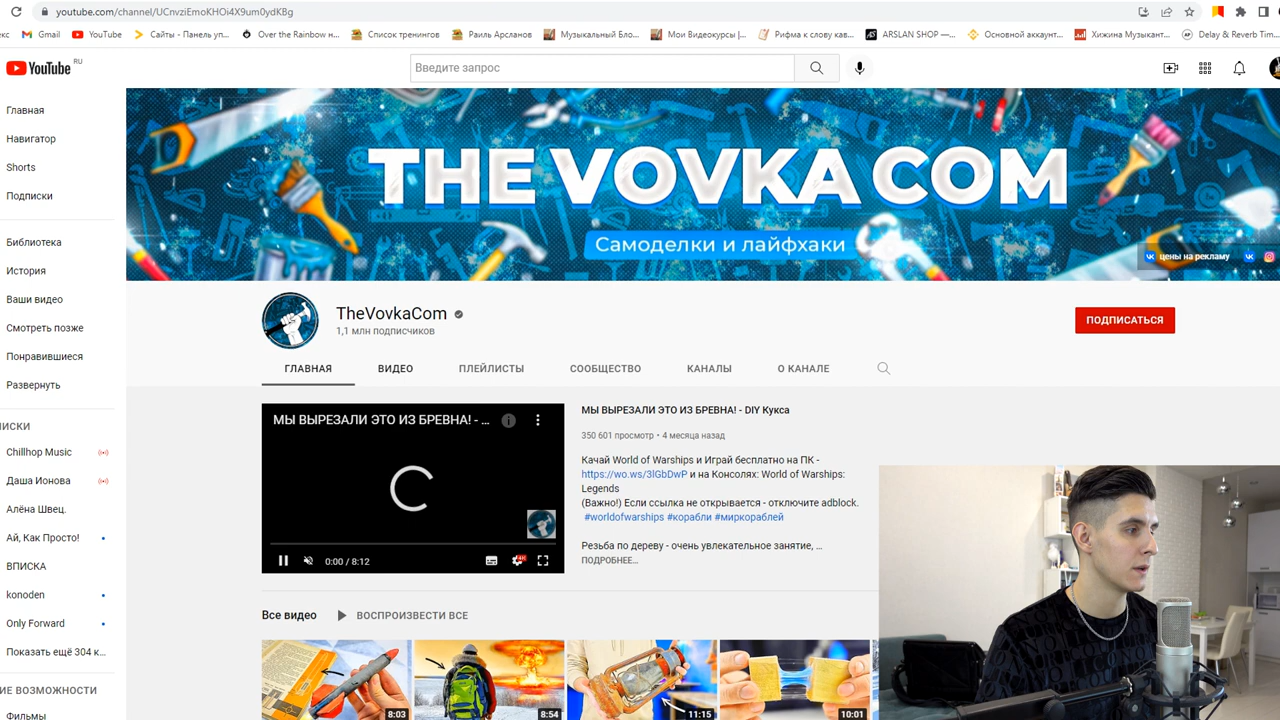 youtube.com/channel/UCnvziEmoKHOi4X9um0ydKBg
Gmail YouTube Сайты - Панель уп... Over the Rainbow н... Список тренингов Раиль Арсланов Музыкальный Бло... Мои Видеокурсы |... Рифма к слову кав... ARSLAN SHOP —... Основной аккаунт... Хижина Музыкант... Delay & Reverb Tim...
YouTube RU
Введите запрос
Главная
Навигатор
Shorts
Подписки
Библиотека
История
Ваши видео
Смотреть позже
Понравившиеся
Развернуть
ПИСКИ
Chillhop Music
Даша Ионова
Алёна Швец.
Ай, Как Просто!
ВПИСКА
konoden
Only Forward
Показать ещё 304 к...
ИЕ ВОЗМОЖНОСТИ
Фильмы
THE VOVKA COM
Самоделки и лайфхаки
цены на рекламу
TheVovkaCom
1,1 млн подписчиков
ПОДПИСАТЬСЯ
ГЛАВНАЯ ВИДЕО ПЛЕЙЛИСТЫ СООБЩЕСТВО КАНАЛЫ О КАНАЛЕ
МЫ ВЫРЕЗАЛИ ЭТО ИЗ БРЕВНА! - ...
0:00 / 8:12
МЫ ВЫРЕЗАЛИ ЭТО ИЗ БРЕВНА! - DIY Кукса
350 601 просмотр • 4 месяца назад
Качай World of Warships и Играй бесплатно на ПК -
https://wo.ws/3lGbDwP и на Консолях: World of Warships:
Legends
(Важно!) Если ссылка не открывается - отключите adblock.
#worldofwarships #корабли #миркораблей
Резьба по дереву - очень увлекательное занятие, ...
ПОДРОБНЕЕ...
Все видео ВОСПРОИЗВЕСТИ ВСЕ
8:03 8:54 11:15 10:01